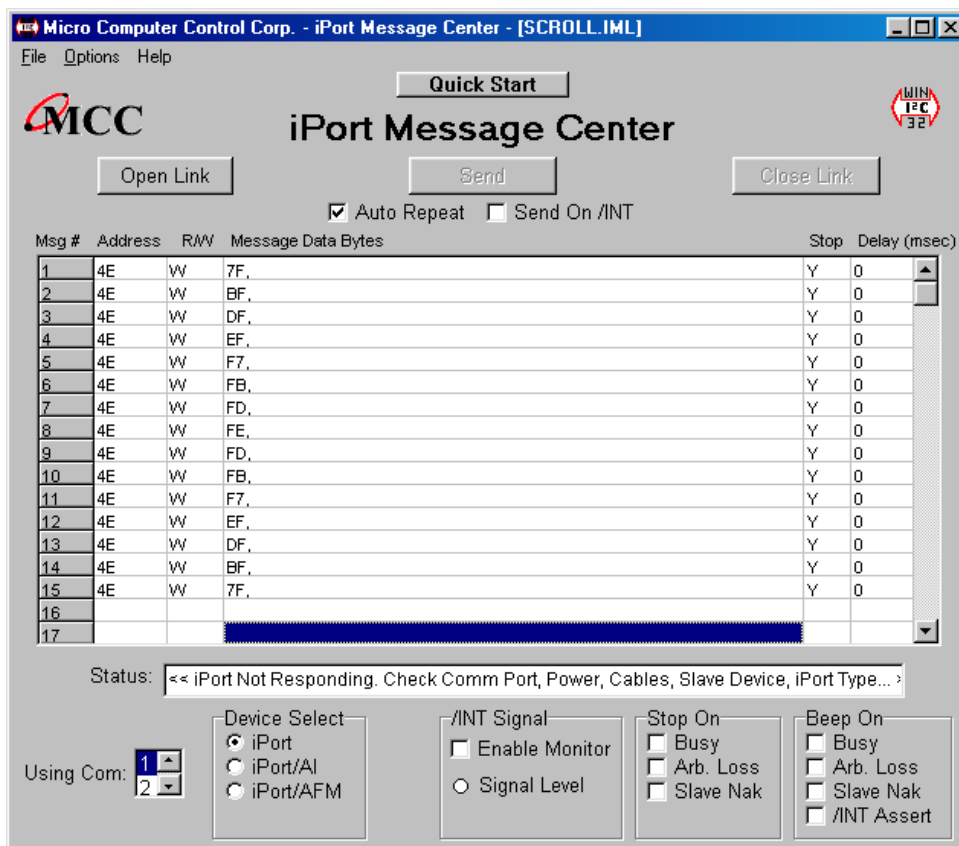 Micro Computer Control Corp. - iPort Message Center - [SCROLL.IML]
File Options Help
Quick Start
MCC
iPort Message Center
WIN
I²C
32
Open Link Send Close Link
Auto Repeat Send On /INT
Msg # Address R/W Message Data Bytes Stop Delay (msec)
1 4E W 7F, Y 0
2 4E W BF, Y 0
3 4E W DF, Y 0
4 4E W EF, Y 0
5 4E W F7, Y 0
6 4E W FB, Y 0
7 4E W FD, Y 0
8 4E W FE, Y 0
9 4E W FD, Y 0
10 4E W FB, Y 0
11 4E W F7, Y 0
12 4E W EF, Y 0
13 4E W DF, Y 0
14 4E W BF, Y 0
15 4E W 7F, Y 0
16
17
Status: << iPort Not Responding. Check Comm Port, Power, Cables, Slave Device, iPort Type... >
Using Com: 1
2
Device Select
iPort
iPort/AI
iPort/AFM
/INT Signal
Enable Monitor
Signal Level
Stop On
Busy
Arb. Loss
Slave Nak
Beep On
Busy
Arb. Loss
Slave Nak
/INT Assert